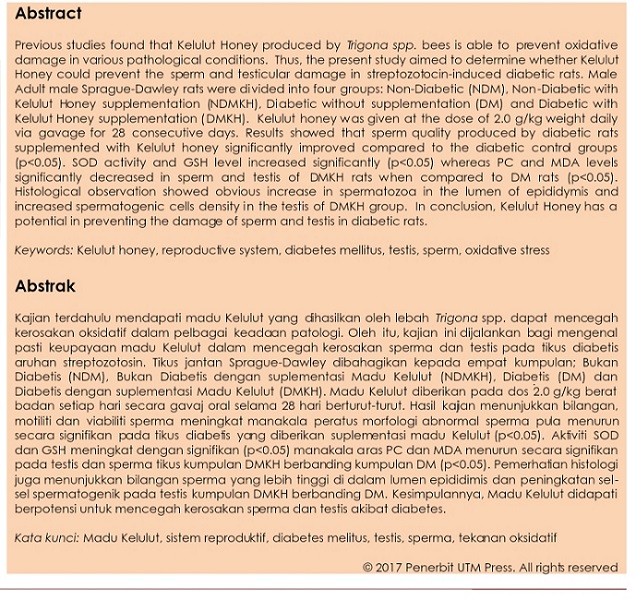 Abstract
Previous studies found that Kelulut Honey produced by Trigona spp. bees is able to prevent oxidative
damage in various pathological conditions. Thus, the present study aimed to determine whether Kelulut
Honey could prevent the sperm and testicular damage in streptozotocin-induced diabetic rats. Male
Adult male Sprague-Dawley rats were divided into four groups: Non-Diabetic (NDM), Non-Diabetic with
Kelulut Honey supplementation (NDMKH), Diabetic without supplementation (DM) and Diabetic with
Kelulut Honey supplementation (DMKH). Kelulut honey was given at the dose of 2.0 g/kg weight daily
via gavage for 28 consecutive days. Results showed that sperm quality produced by diabetic rats
supplemented with Kelulut honey significantly improved compared to the diabetic control groups
(p<0.05). SOD activity and GSH level increased significantly (p<0.05) whereas PC and MDA levels
significantly decreased in sperm and testis of DMKH rats when compared to DM rats (p<0.05).
Histological observation showed obvious increase in spermatozoa in the lumen of epididymis and
increased spermatogenic cells density in the testis of DMKH group. In conclusion, Kelulut Honey has a
potential in preventing the damage of sperm and testis in diabetic rats.
Keywords: Kelulut honey, reproductive system, diabetes mellitus, testis, sperm, oxidative stress
Abstrak
Kajian terdahulu mendapati madu Kelulut yang dihasilkan oleh lebah Trigona spp. dapat mencegah
kerosakan oksidatif dalam pelbagai keadaan patologi. Oleh itu, kajian ini dijalankan bagi mengenal
pasti keupayaan madu Kelulut dalam mencegah kerosakan sperma dan testis pada tikus diabetis
aruhan streptozotosin. Tikus jantan Sprague-Dawley dibahagikan kepada empat kumpulan; Bukan
Diabetis (NDM), Bukan Diabetis dengan suplementasi Madu Kelulut (NDMKH), Diabetis (DM) dan
Diabetis dengan suplementasi Madu Kelulut (DMKH). Madu Kelulut diberikan pada dos 2.0 g/kg berat
badan setiap hari secara gavaj oral selama 28 hari berturut-turut. Hasil kajian menunjukkan bilangan,
motiliti dan viabiliti sperma meningkat manakala peratus morfologi abnormal sperma pula menurun
secara signifikan pada tikus diabetis yang diberikan suplementasi madu Kelulut (p<0.05). Aktiviti SOD
dan GSH meningkat dengan signifikan (p<0.05) manakala aras PC dan MDA menurun secara signifikan
pada testis dan sperma tikus kumpulan DMKH berbanding kumpulan DM (p<0.05). Pemerhatian histologi
juga menunjukkan bilangan sperma yang lebih tinggi di dalam lumen epididimis dan peningkatan sel-
sel spermatogenik pada testis kumpulan DMKH berbanding DM. Kesimpulannya, Madu Kelulut didapati
berpotensi untuk mencegah kerosakan sperma dan testis akibat diabetes.
Kata kunci: Madu Kelulut, sistem reproduktif, diabetes melitus, testis, sperma, tekanan oksidatif
© 2017 Penerbit UTM Press. All rights reserved